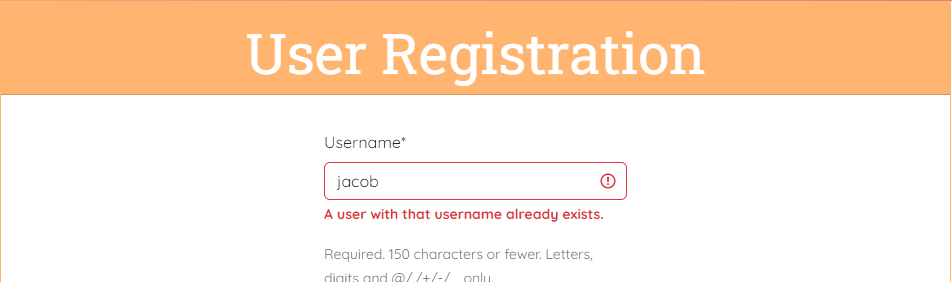 User Registration
Username*
jacob
A user with that username already exists.
Required. 150 characters or fewer. Letters,
digits and @/./+/-/_ only.